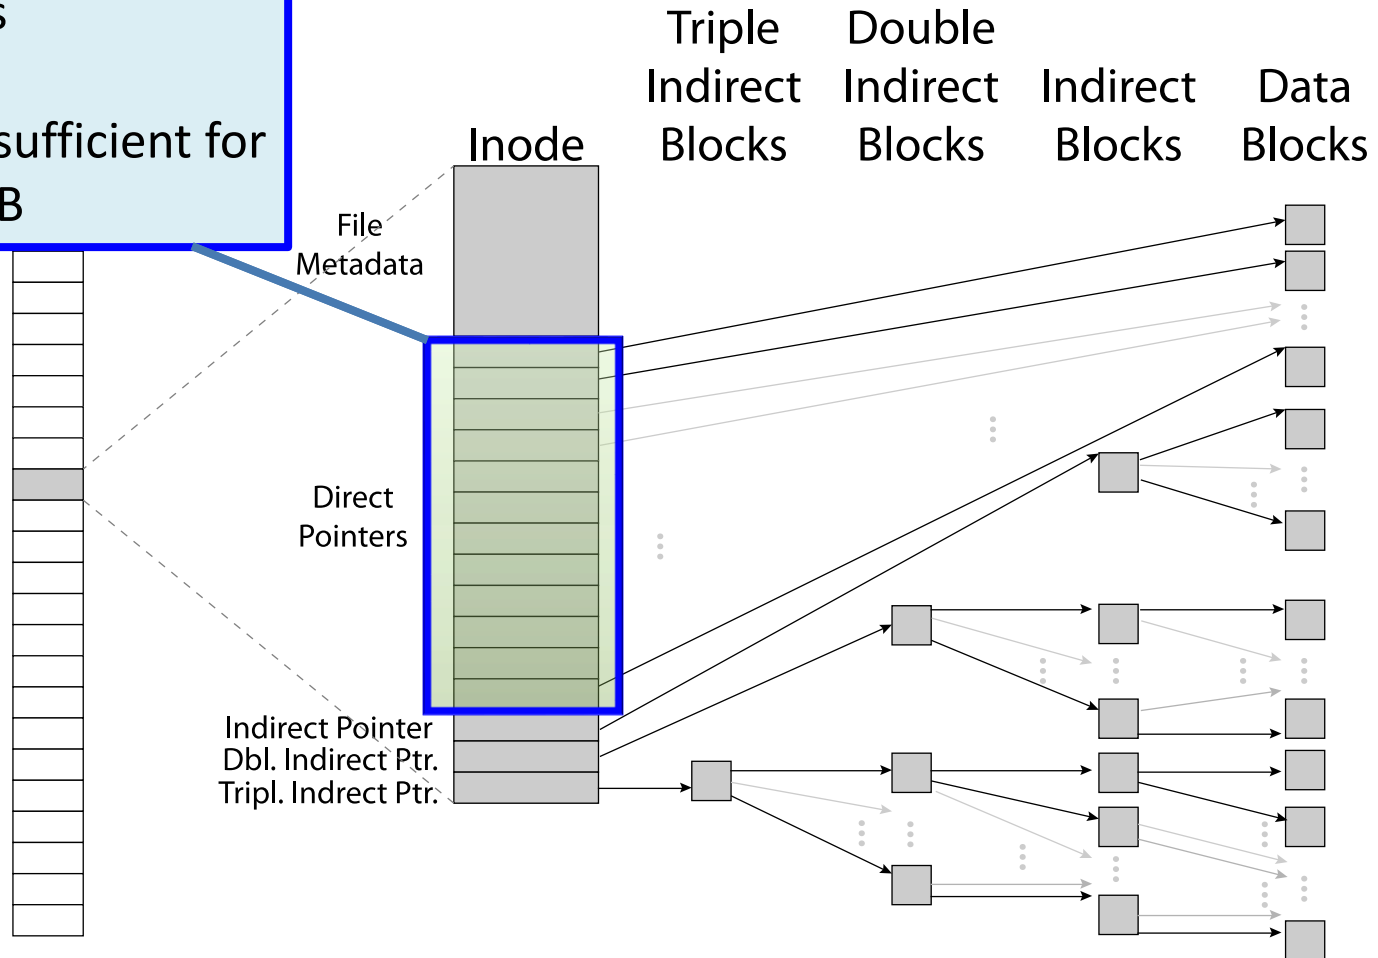 s
sufficient for
B
Triple
Indirect
Blocks
Double
Indirect
Blocks
Indirect
Blocks
Data
Blocks
Inode
File
Metadata
Direct
Pointers
Indirect Pointer
Dbl. Indirect Ptr.
Tripl. Indirect Ptr.